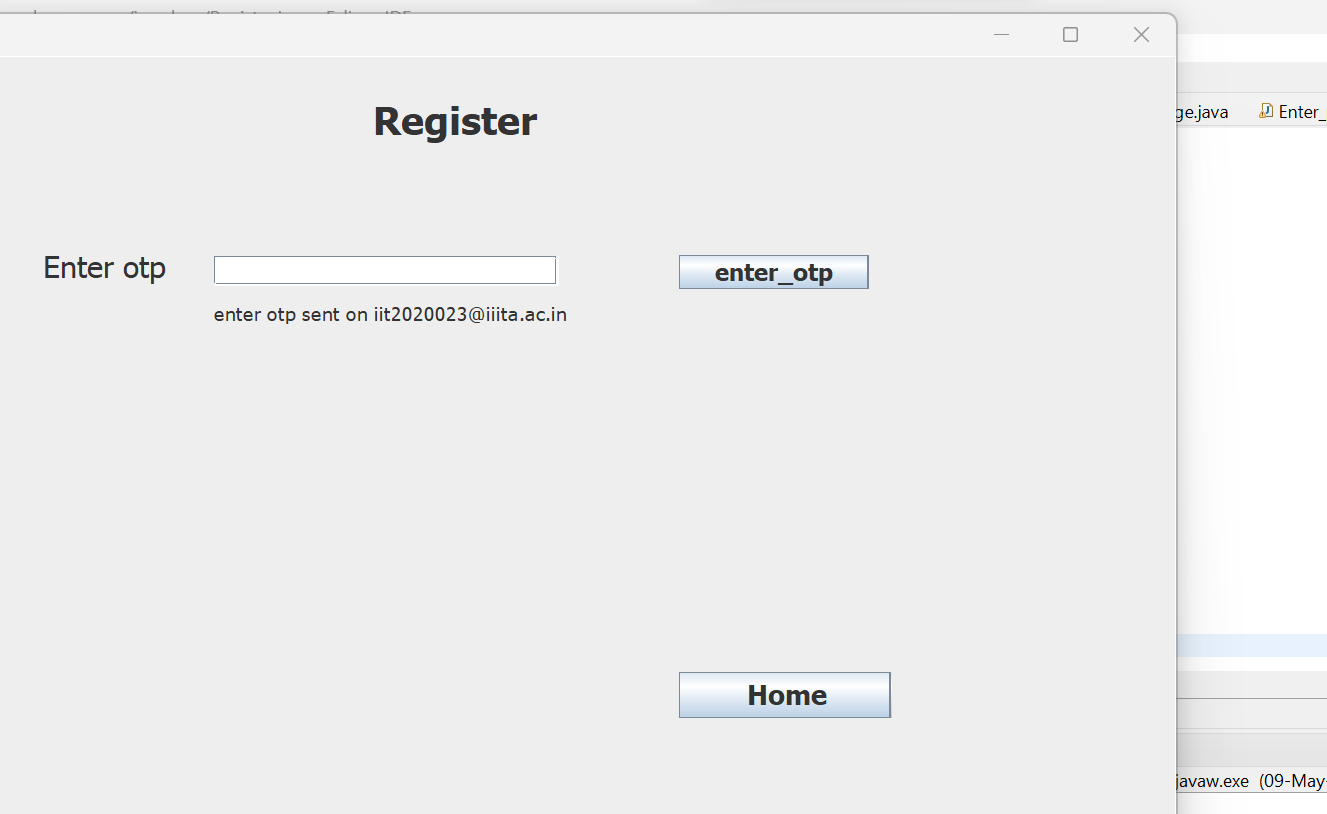 ge.java Enter_
Register
Enter otp enter_otp
enter otp sent on iit2020023@iiita.ac.in
Home
javaw.exe (09-May-